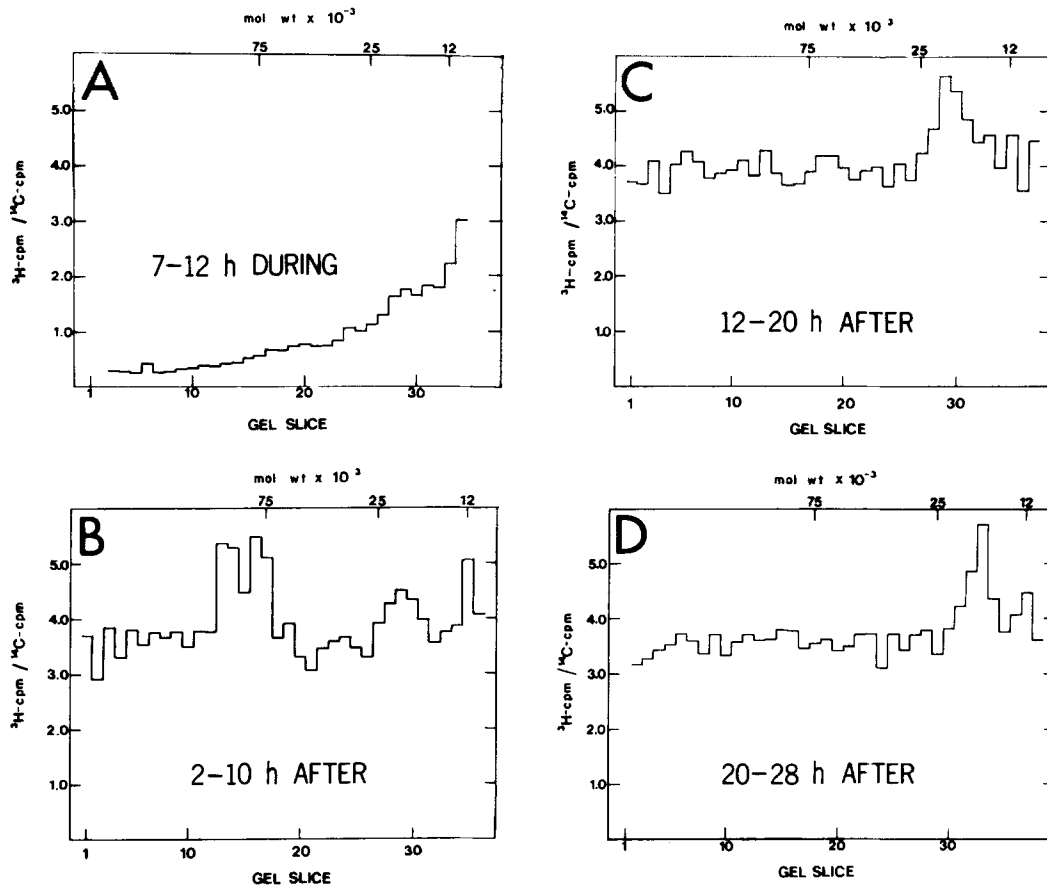 A
mol wt x 10⁻³
75 25 12
5.0
4.0
3.0
2.0
1.0
³H-cpm / ¹⁴C-cpm
7–12 h DURING
1 10 20 30
GEL SLICE
C
mol wt x 10⁻³
75 25 12
5.0
4.0
3.0
2.0
1.0
³H-cpm / ¹⁴C-cpm
12–20 h AFTER
1 10 20 30
GEL SLICE
B
mol wt x 10⁻³
75 25 12
5.0
4.0
3.0
2.0
1.0
³H-cpm / ¹⁴C-cpm
2–10 h AFTER
1 10 20 30
GEL SLICE
D
mol wt x 10⁻³
75 25 12
5.0
4.0
3.0
2.0
1.0
³H-cpm / ¹⁴C-cpm
20–28 h AFTER
1 10 20 30
GEL SLICE